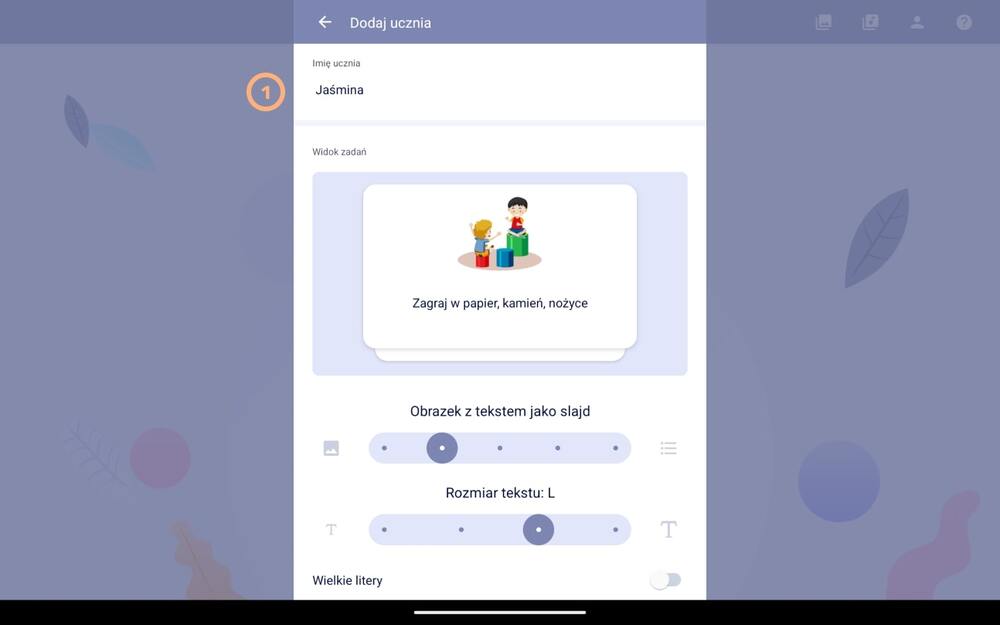 Dodaj ucznia
Imię ucznia
1
Jaśmina
Widok zadań
Zagraj w papier, kamień, nożyce
Obrazek z tekstem jako slajd
Rozmiar tekstu: L
T
T
Wielkie litery